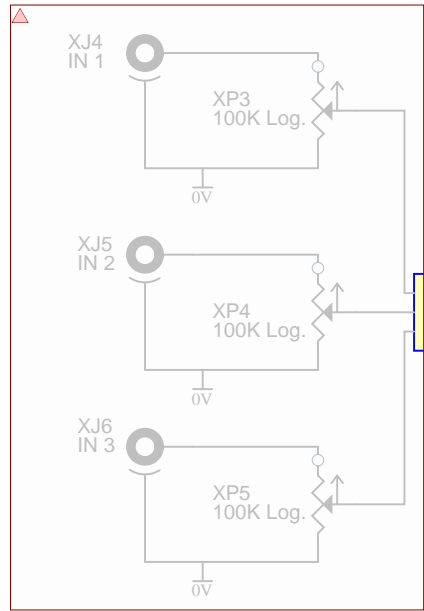 XJ4
IN 1
XP3
100K Log.
0V
XJ5
IN 2
XP4
100K Log.
0V
XJ6
IN 3
XP5
100K Log.
0V